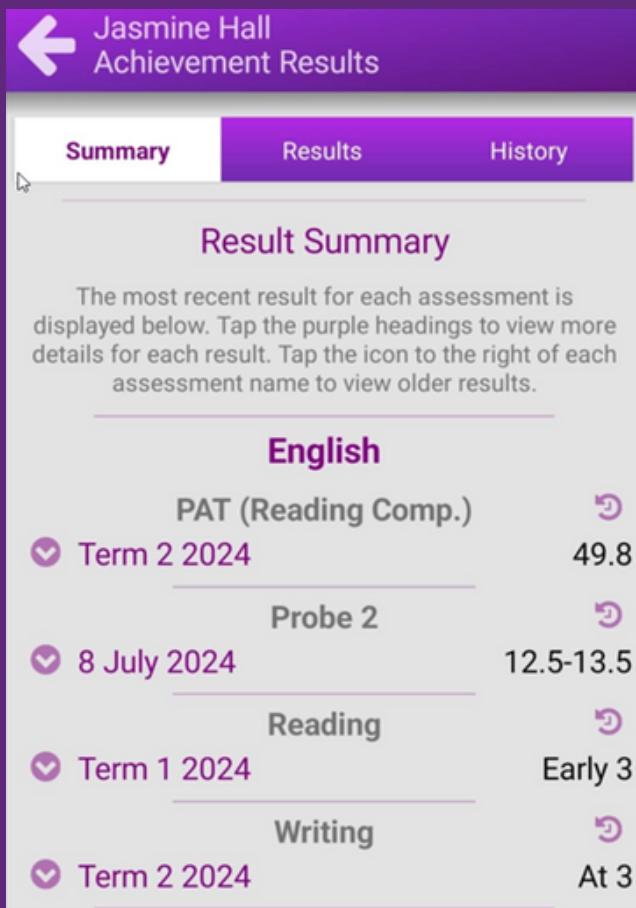 Jasmine Hall
Achievement Results
Summary Results History
Result Summary
The most recent result for each assessment is
displayed below. Tap the purple headings to view more
details for each result. Tap the icon to the right of each
assessment name to view older results.
English
PAT (Reading Comp.)
Term 2 2024 49.8
Probe 2
8 July 2024 12.5-13.5
Reading
Term 1 2024 Early 3
Writing
Term 2 2024 At 3